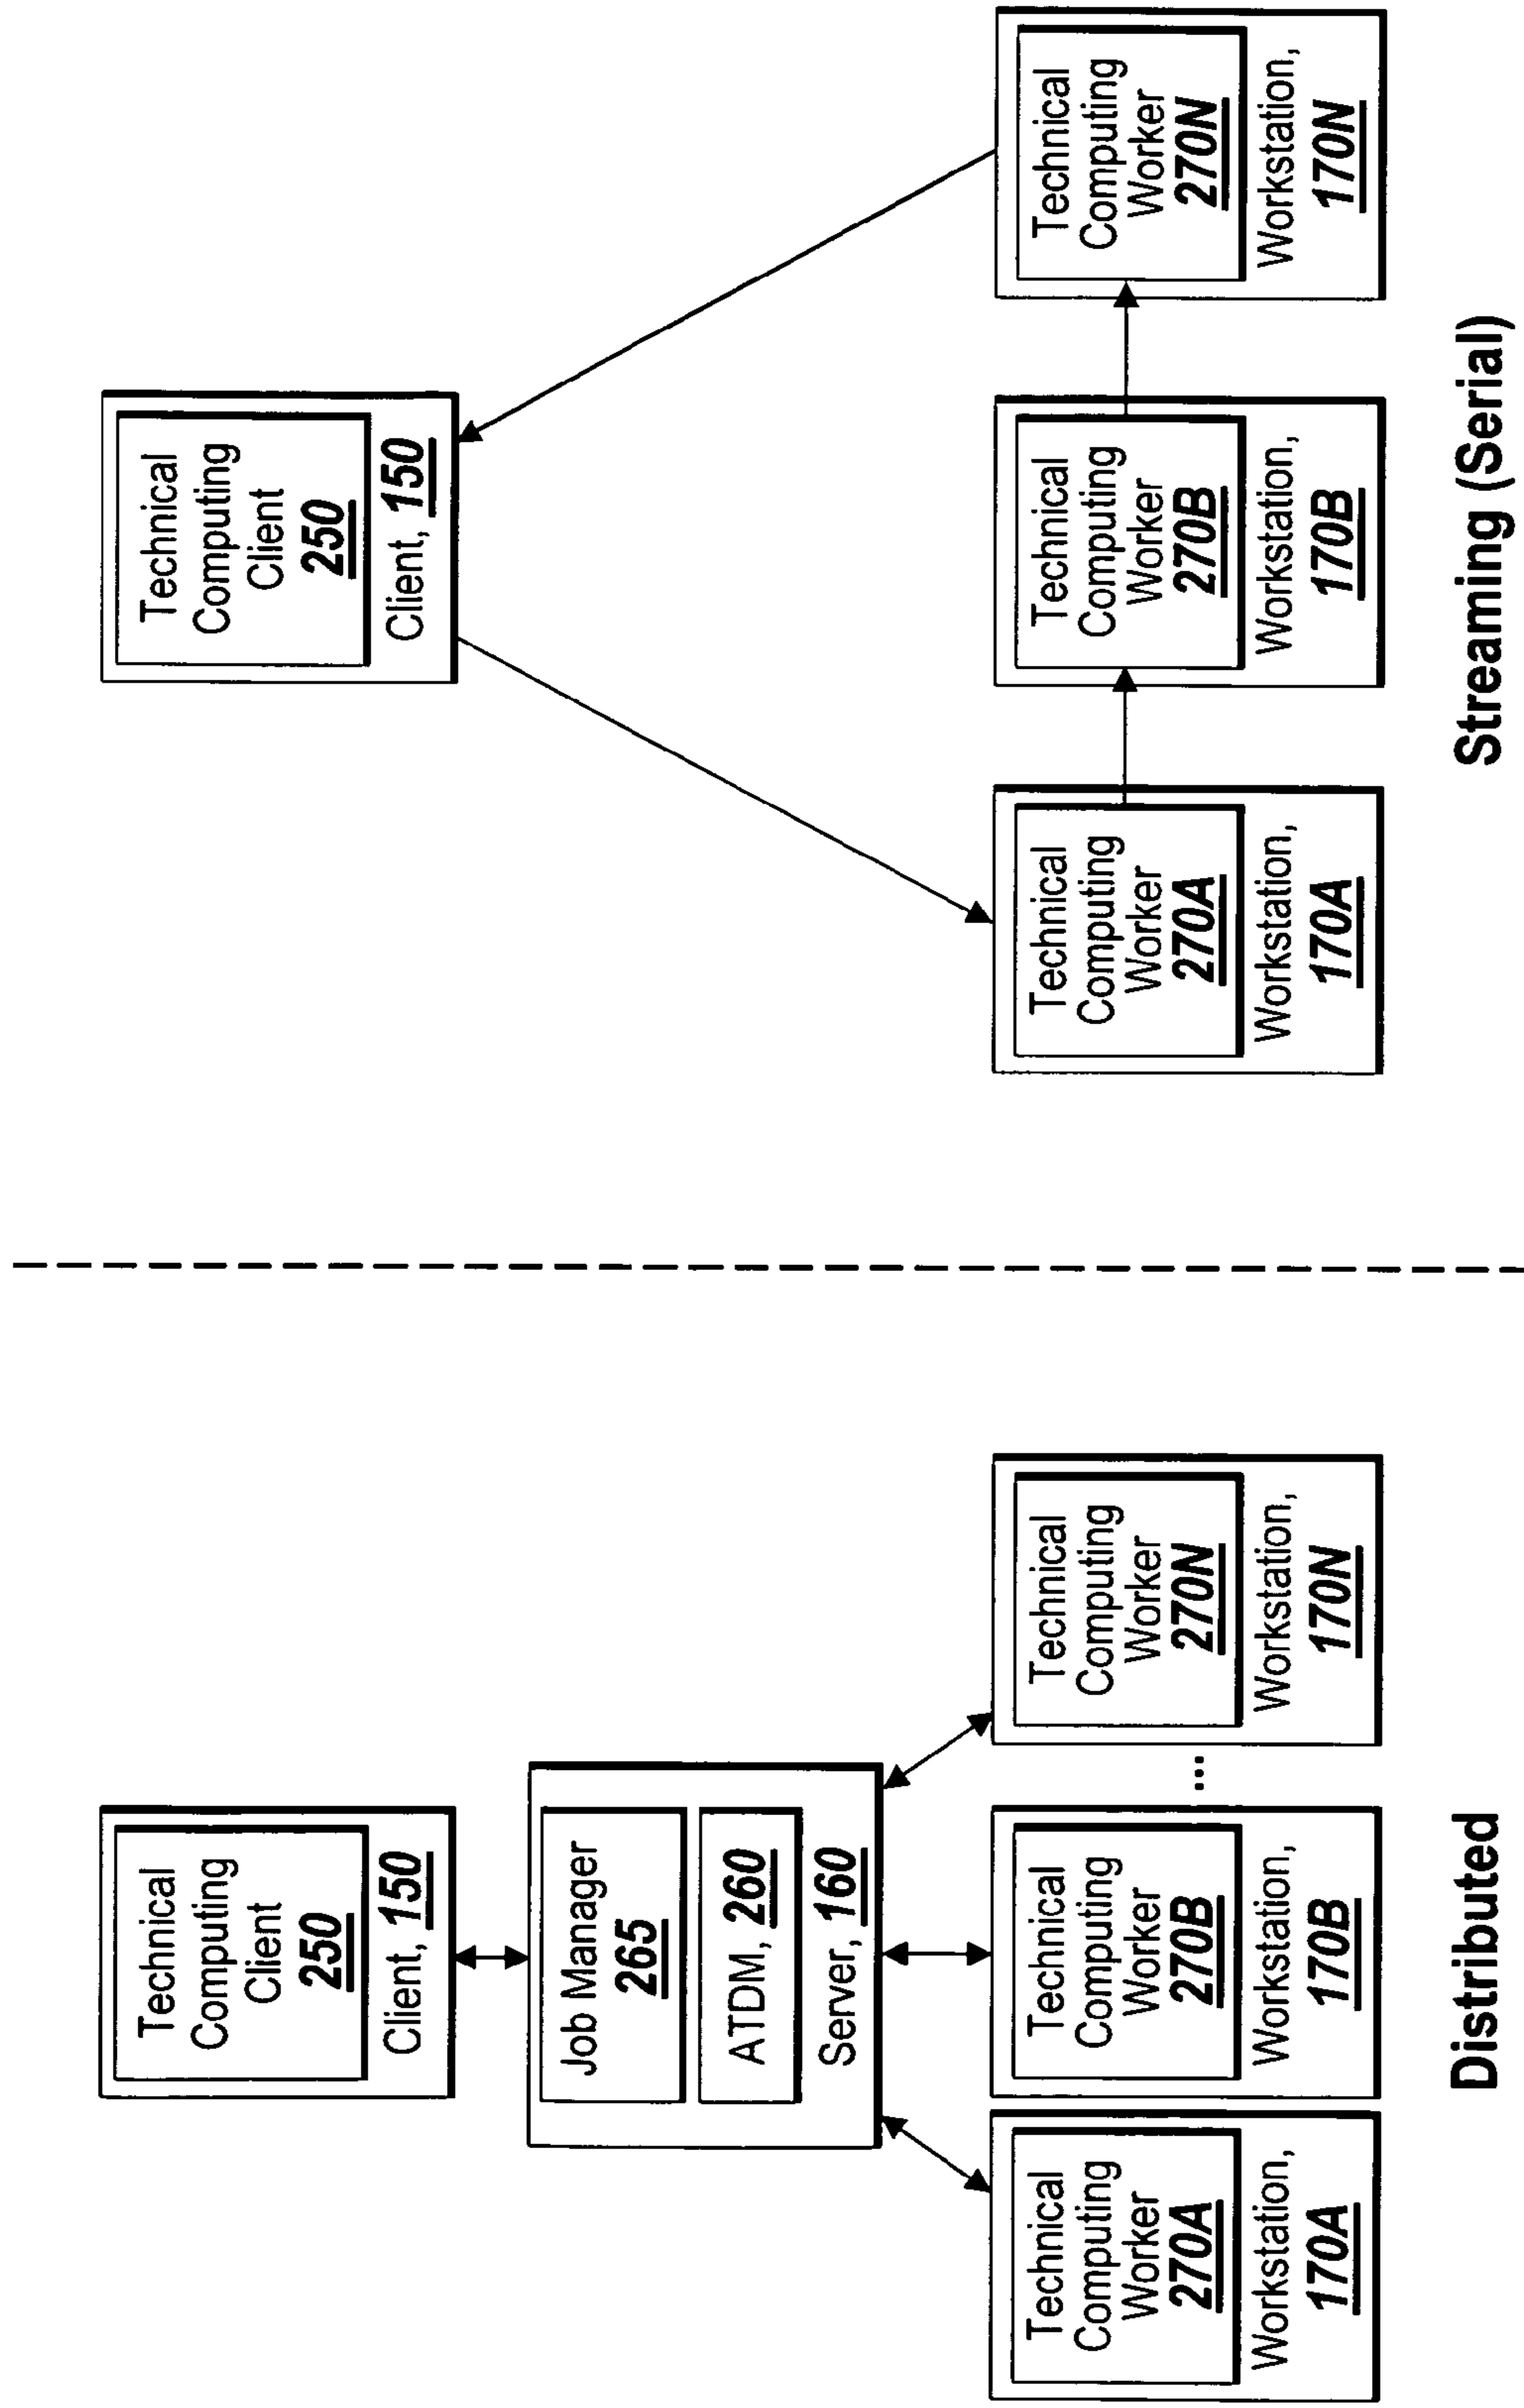 Technical
Computing
Client
250
Client, 150
Job Manager
265
ATDM, 260
Server, 160
Technical
Computing
Worker
270A
Workstation,
170A
Technical
Computing
Worker
270B
Workstation,
170B
...
Technical
Computing
Worker
270N
Workstation,
170N
Distributed
Technical
Computing
Client
250
Client, 150
Technical
Computing
Worker
270A
Workstation,
170A
Technical
Computing
Worker
270B
Workstation,
170B
Technical
Computing
Worker
270N
Workstation,
170N
Streaming (Serial)